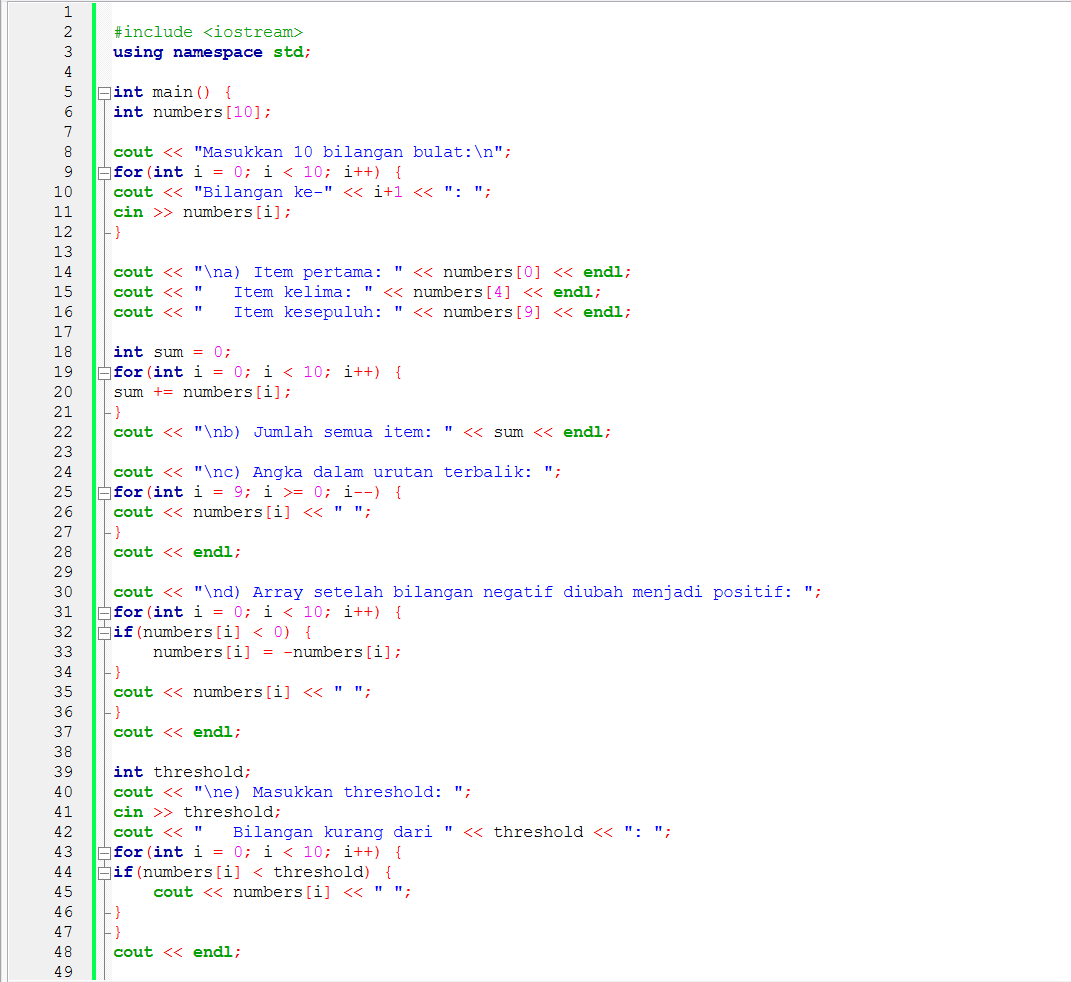 1
2 #include <iostream>
3 using namespace std;
4
5 int main() {
6 int numbers[10];
7
8 cout << "Masukkan 10 bilangan bulat:\n";
9 for(int i = 0; i < 10; i++) {
10 cout << "Bilangan ke-" << i+1 << ": ";
11 cin >> numbers[i];
12 }
13
14 cout << "\na) Item pertama: " << numbers[0] << endl;
15 cout << "   Item kelima: " << numbers[4] << endl;
16 cout << "   Item kesepuluh: " << numbers[9] << endl;
17
18 int sum = 0;
19 for(int i = 0; i < 10; i++) {
20 sum += numbers[i];
21 }
22 cout << "\nb) Jumlah semua item: " << sum << endl;
23
24 cout << "\nc) Angka dalam urutan terbalik: ";
25 for(int i = 9; i >= 0; i--) {
26 cout << numbers[i] << " ";
27 }
28 cout << endl;
29
30 cout << "\nd) Array setelah bilangan negatif diubah menjadi positif: ";
31 for(int i = 0; i < 10; i++) {
32 if(numbers[i] < 0) {
33     numbers[i] = -numbers[i];
34 }
35 cout << numbers[i] << " ";
36 }
37 cout << endl;
38
39 int threshold;
40 cout << "\ne) Masukkan threshold: ";
41 cin >> threshold;
42 cout << "   Bilangan kurang dari " << threshold << ": ";
43 for(int i = 0; i < 10; i++) {
44 if(numbers[i] < threshold) {
45     cout << numbers[i] << " ";
46 }
47 }
48 cout << endl;
49